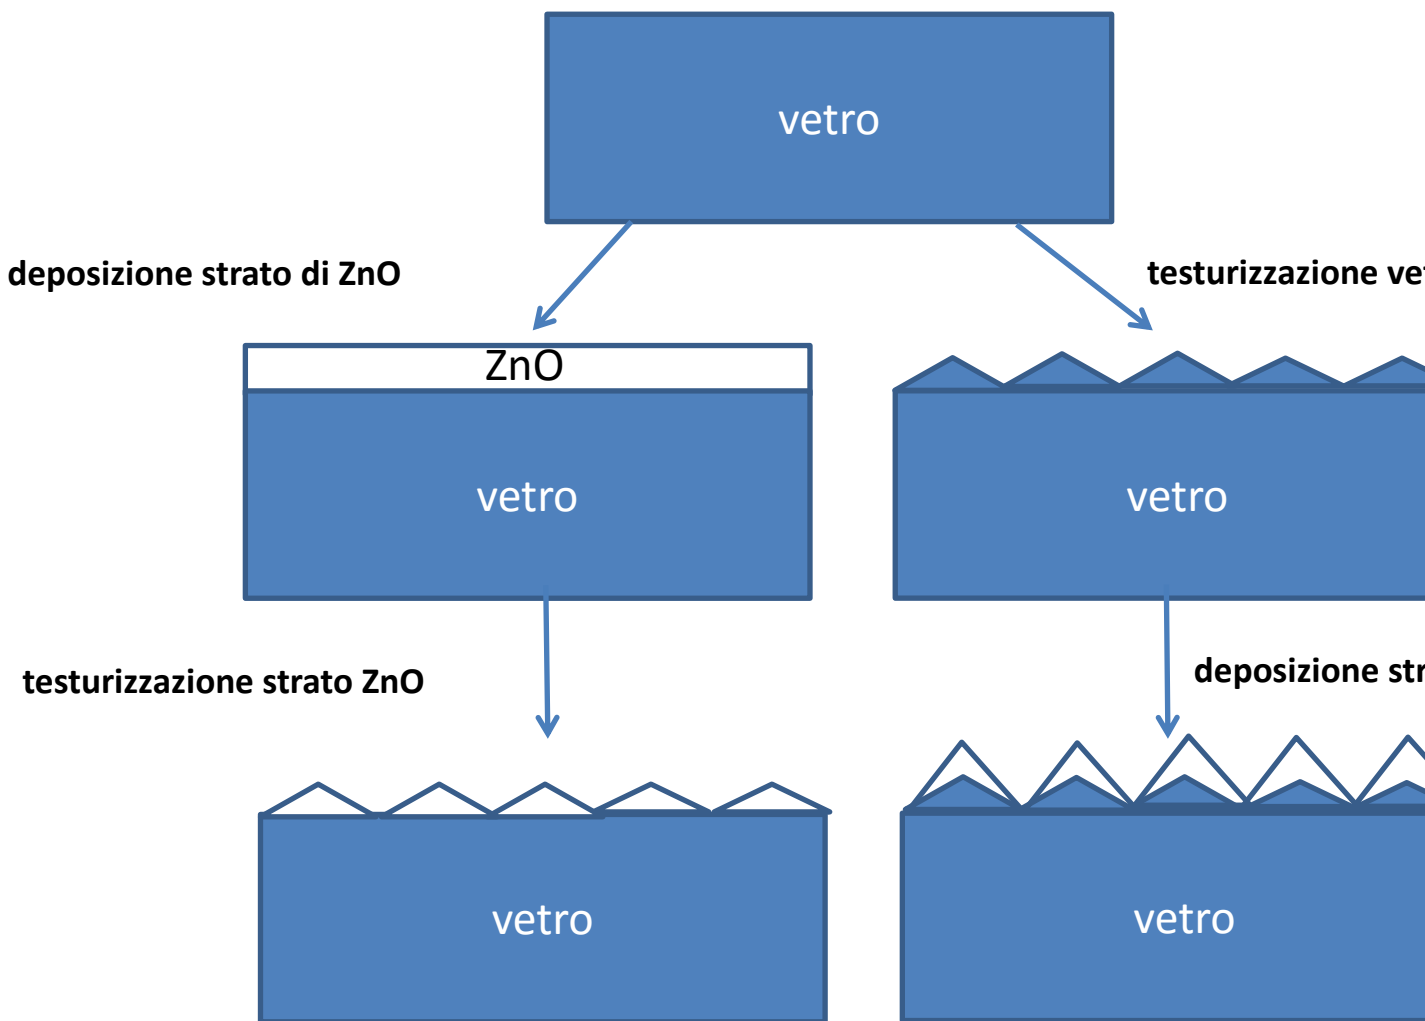 vetro
deposizione strato di ZnO
testurizzazione
ZnO
vetro
vetro
testurizzazione strato ZnO
deposizione
vetro
vetro